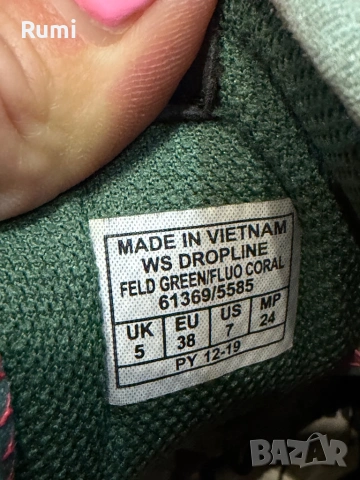 Rumi
MADE IN VIETNAM
WS DROPLINE
FELD GREEN/FLUO CORAL
61369/5585
UK 5 EU 38 US 7 MP 24
PY 12-19
BAZAR